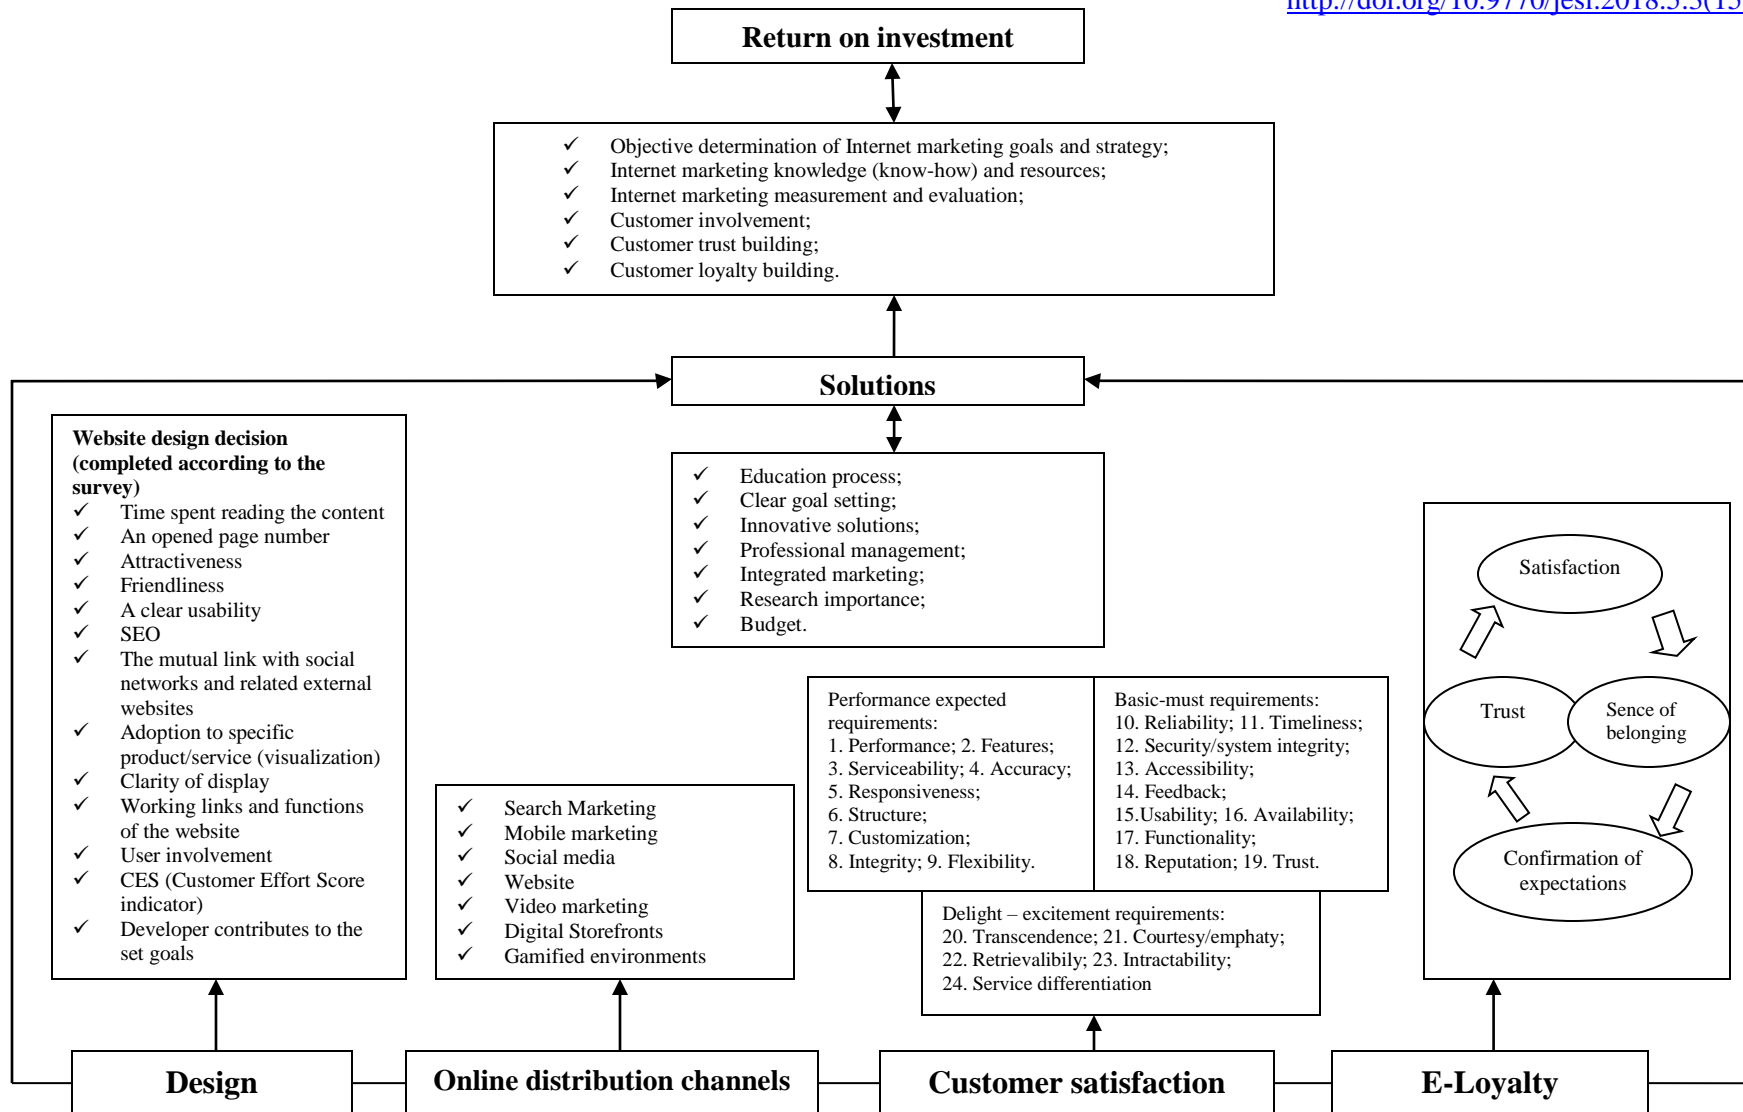 http://doi.org/10.9770/jesi.2018.5.3(15
Return on investment
✓ Objective determination of Internet marketing goals and strategy;
✓ Internet marketing knowledge (know-how) and resources;
✓ Internet marketing measurement and evaluation;
✓ Customer involvement;
✓ Customer trust building;
✓ Customer loyalty building.
Solutions
Website design decision
(completed according to the
survey)
✓ Time spent reading the content
✓ An opened page number
✓ Attractiveness
✓ Friendliness
✓ A clear usability
✓ SEO
✓ The mutual link with social
networks and related external
websites
✓ Adoption to specific
product/service (visualization)
✓ Clarity of display
✓ Working links and functions
of the website
✓ User involvement
✓ CES (Customer Effort Score
indicator)
✓ Developer contributes to the
set goals
✓ Education process;
✓ Clear goal setting;
✓ Innovative solutions;
✓ Professional management;
✓ Integrated marketing;
✓ Research importance;
✓ Budget.
✓ Search Marketing
✓ Mobile marketing
✓ Social media
✓ Website
✓ Video marketing
✓ Digital Storefronts
✓ Gamified environments
Performance expected
requirements:
1. Performance; 2. Features;
3. Serviceability; 4. Accuracy;
5. Responsiveness;
6. Structure;
7. Customization;
8. Integrity; 9. Flexibility.
Basic-must requirements:
10. Reliability; 11. Timeliness;
12. Security/system integrity;
13. Accessibility;
14. Feedback;
15.Usability; 16. Availability;
17. Functionality;
18. Reputation; 19. Trust.
Delight – excitement requirements:
20. Transcendence; 21. Courtesy/emphaty;
22. Retrievalibily; 23. Intractability;
24. Service differentiation
Satisfaction
Trust
Sence of
belonging
Confirmation of
expectations
Design
Online distribution channels
Customer satisfaction
E-Loyalty